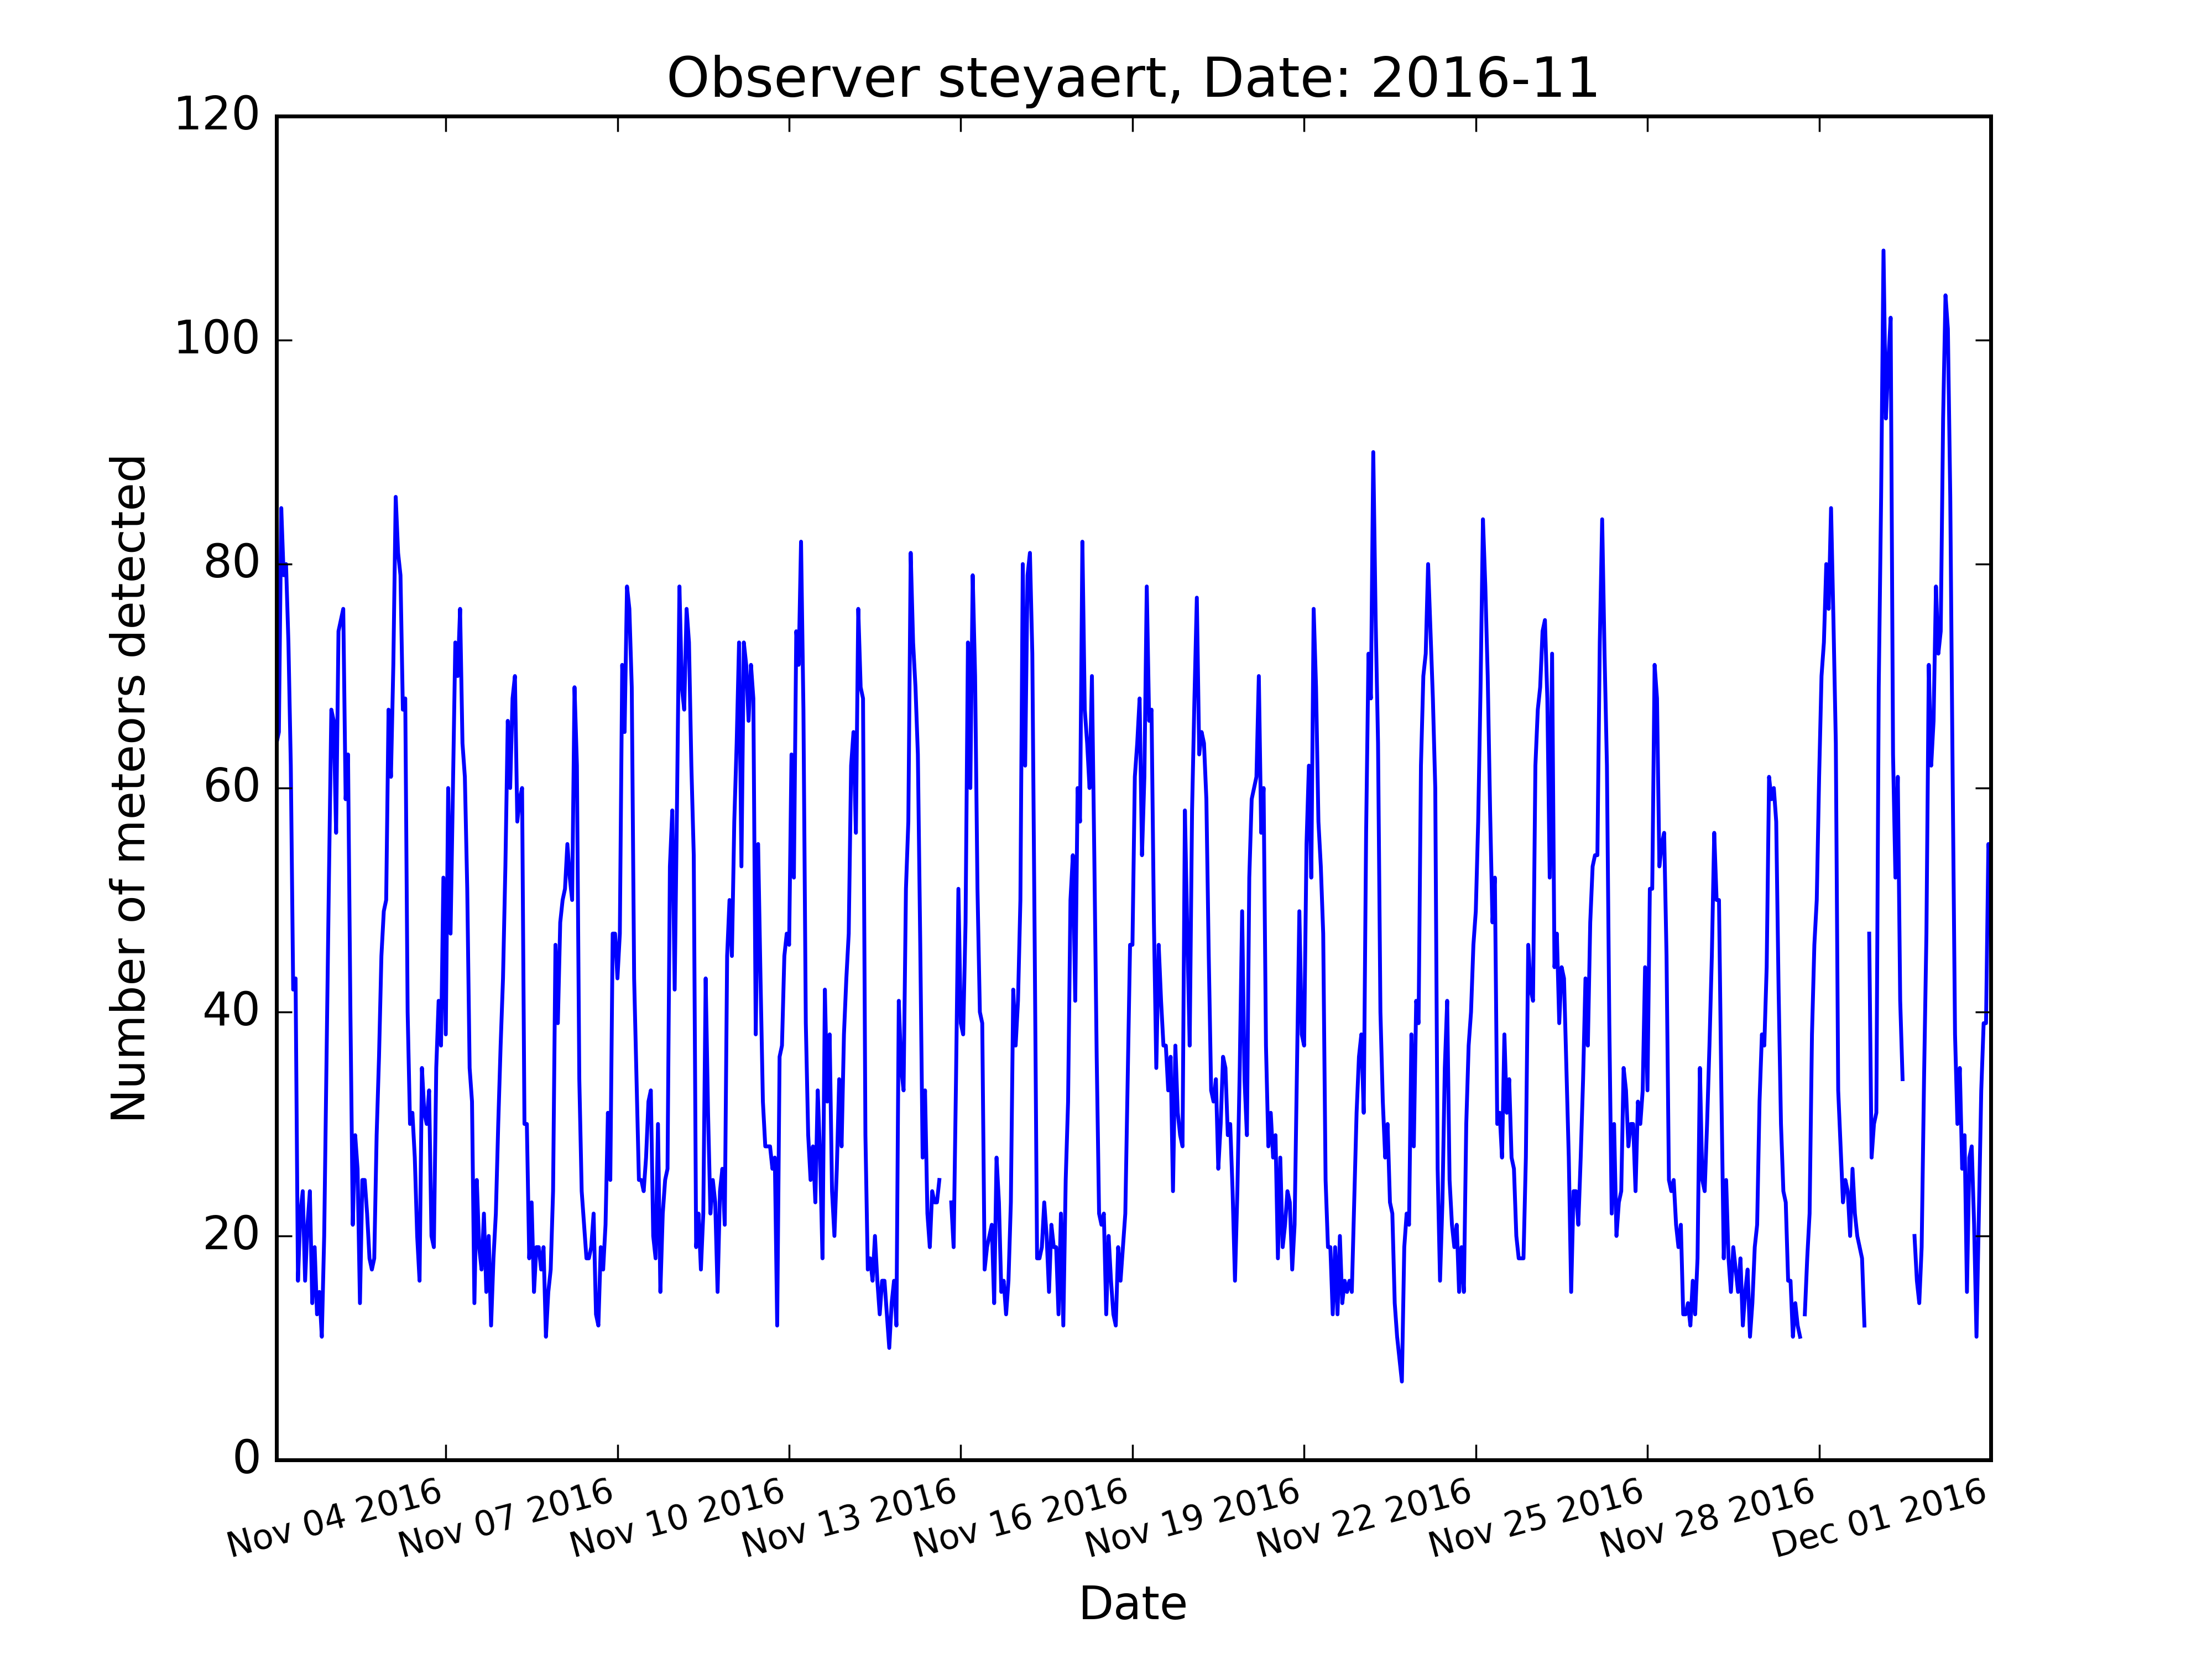 Observer steyaert, Date: 2016-11
120
100
80
60
40
20
0
Number of meteors detected
Nov 04 2016
Nov 07 2016
Nov 10 2016
Nov 13 2016
Nov 16 2016
Nov 19 2016
Nov 22 2016
Nov 25 2016
Nov 28 2016
Dec 01 2016
Date